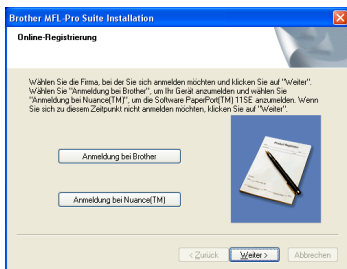 Brother MFL-Pro Suite Installation
Online-Registrierung
Wählen Sie die Firma, bei der Sie sich anmelden möchten und klicken Sie auf "Weiter".
Wählen Sie "Anmeldung bei Brother", um Ihr Gerät anzumelden und wählen Sie
"Anmeldung bei Nuance(TM)", um die Software PaperPort(TM) 11SE anzumelden. Wenn
Sie sich zu diesem Zeitpunkt nicht anmelden möchten, klicken Sie auf "Weiter".
Product Registration
Anmeldung bei Brother
Anmeldung bei Nuance(TM)
< Zurück
Weiter >
Abbrechen